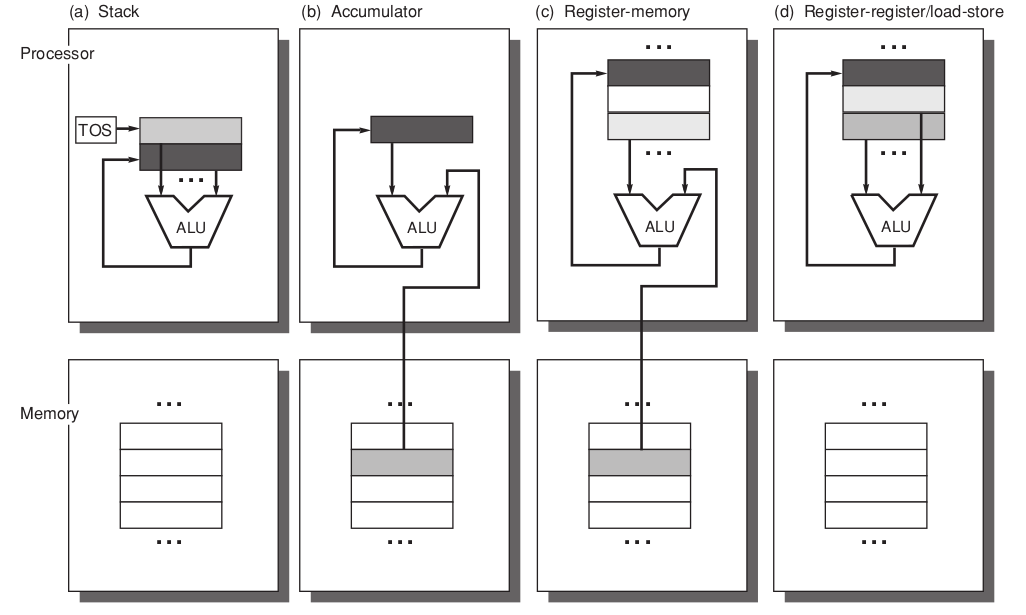 (a) Stack
(b) Accumulator
(c) Register-memory
(d) Register-register/load-store
Processor
...
...
TOS
...
...
...
ALU
ALU
ALU
ALU
Memory
...
...
...
...
...
...
...
...